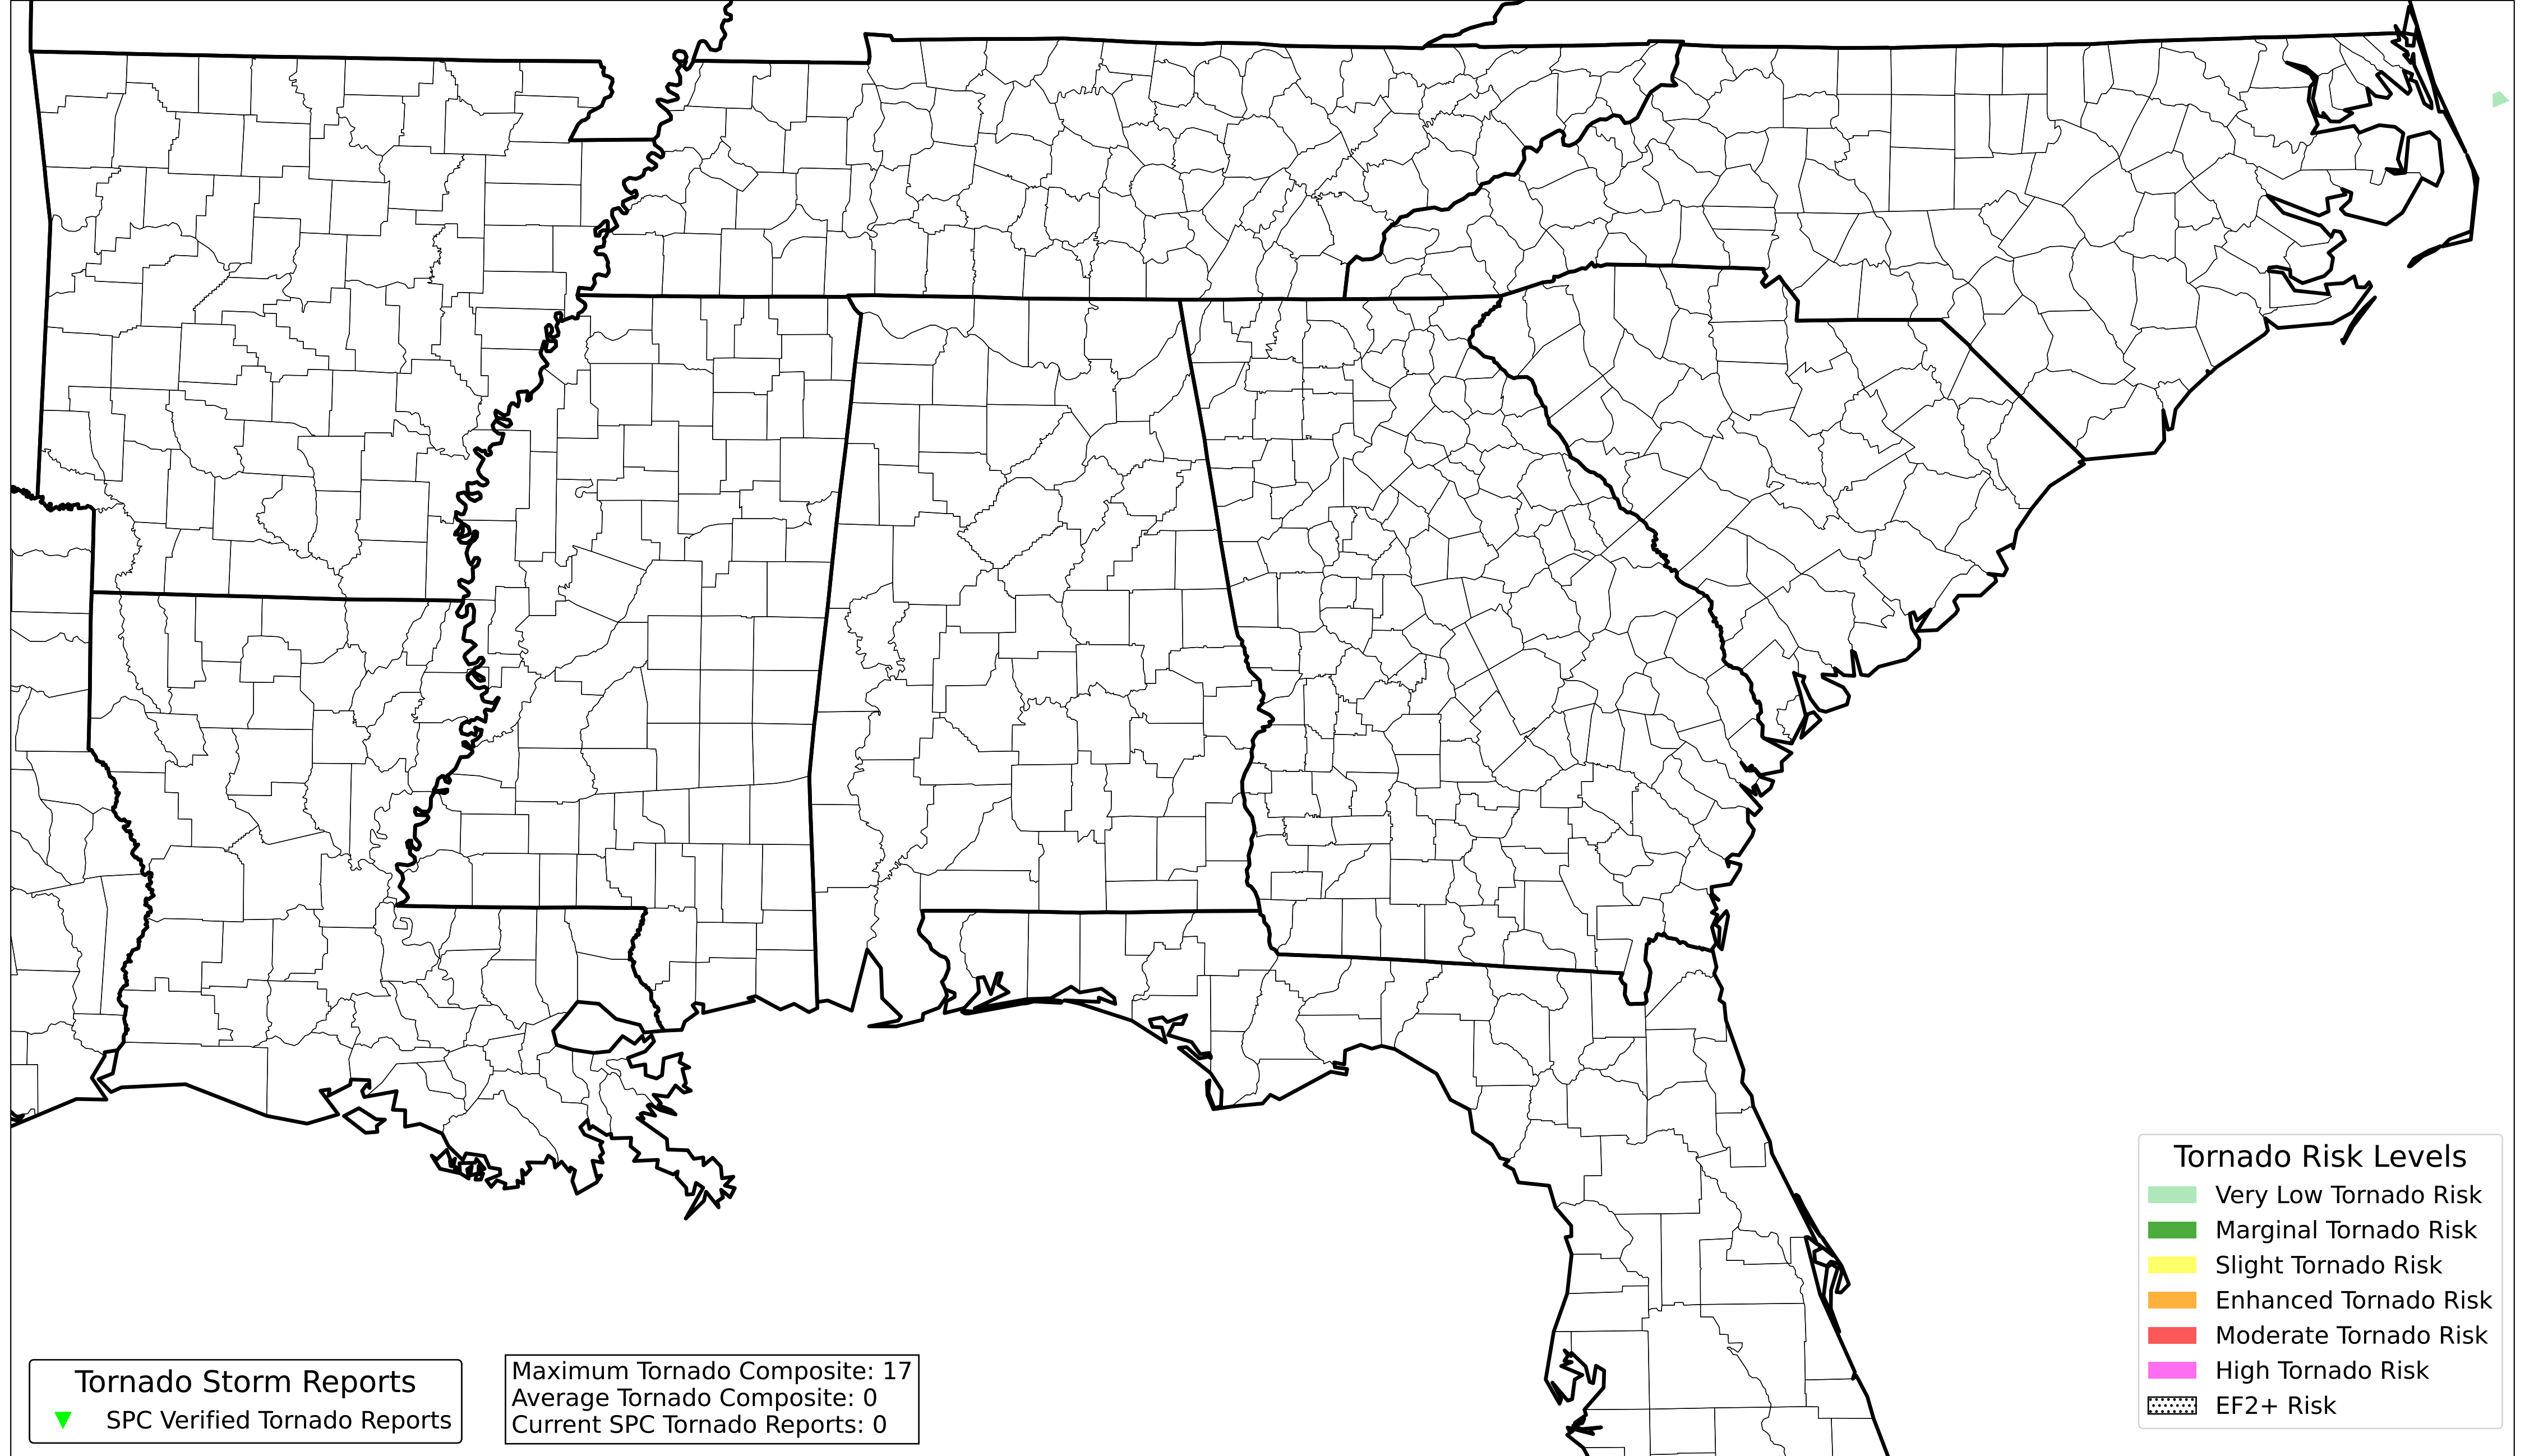 Tornado Risk Levels
Very Low Tornado Risk
Marginal Tornado Risk
Slight Tornado Risk
Enhanced Tornado Risk
Moderate Tornado Risk
High Tornado Risk
EF2+ Risk
Tornado Storm Reports
SPC Verified Tornado Reports
Maximum Tornado Composite: 17
Average Tornado Composite: 0
Current SPC Tornado Reports: 0